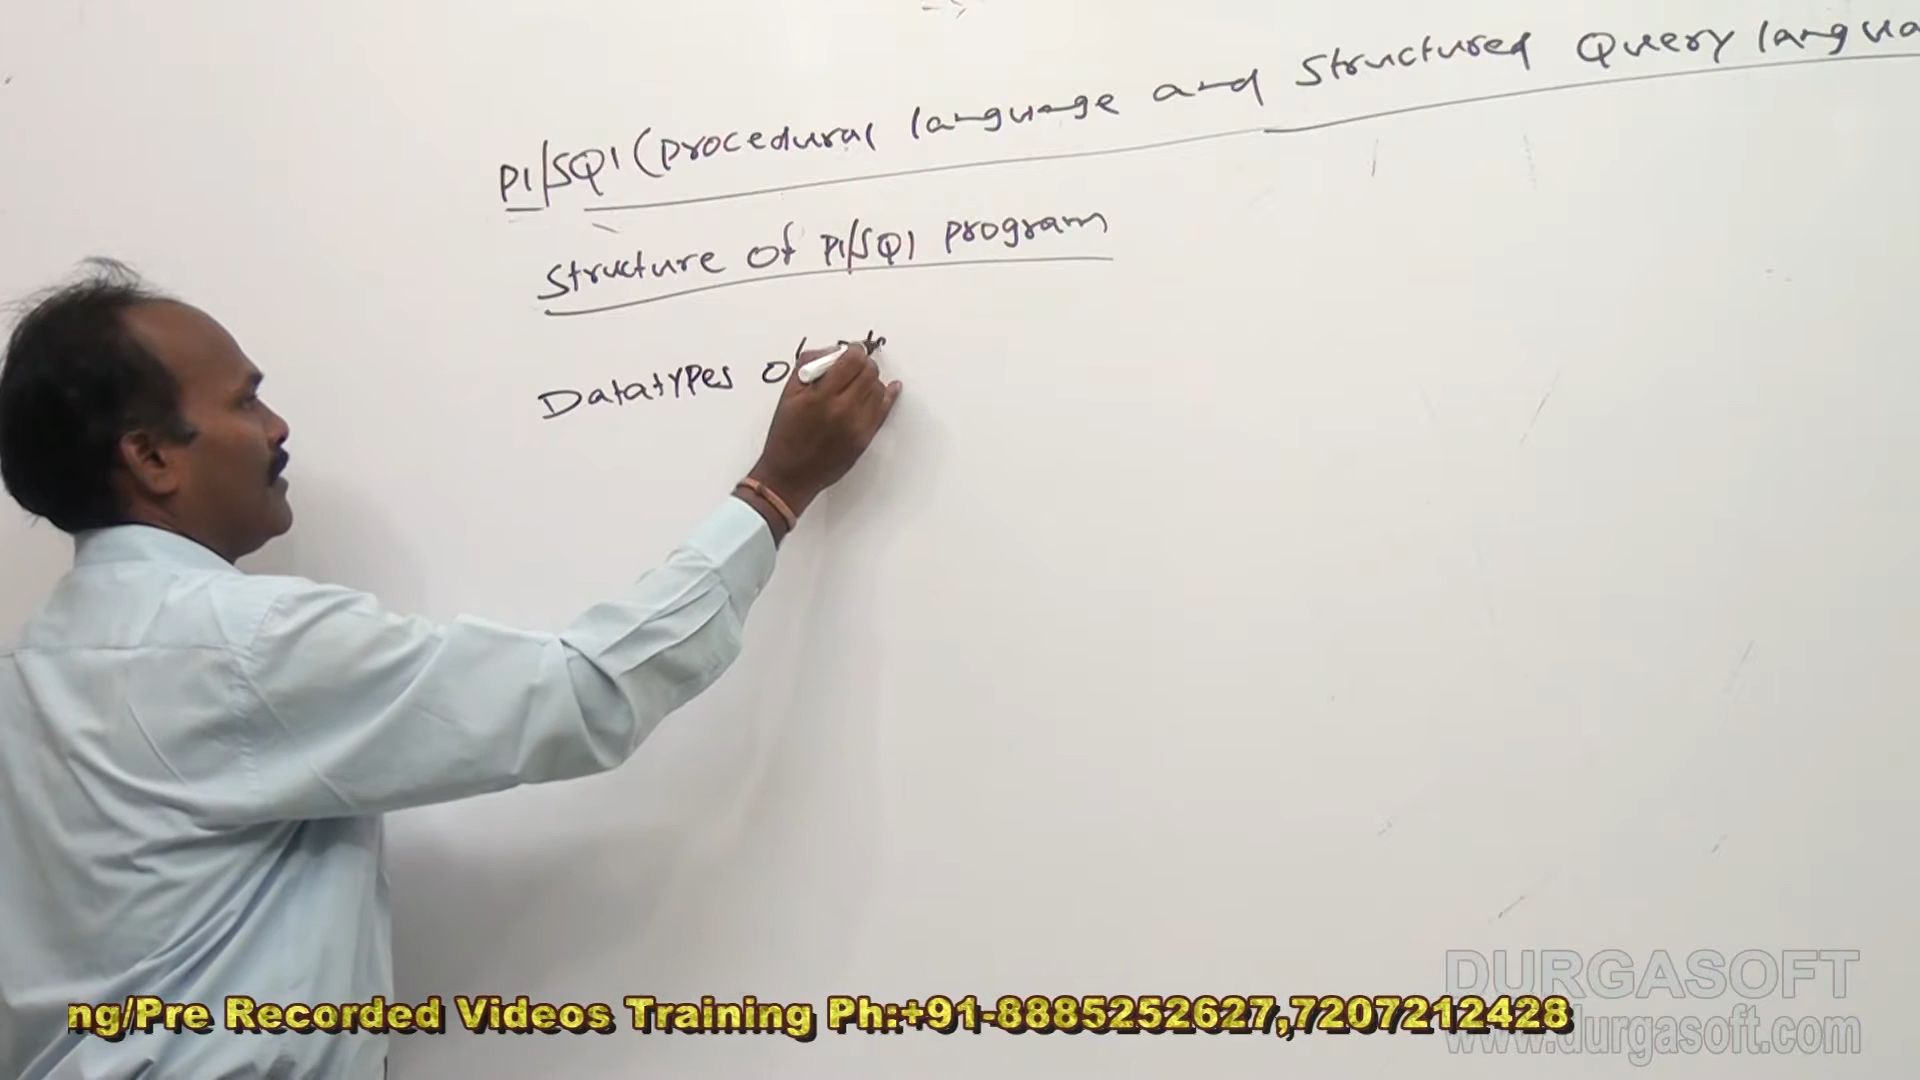 Pl/SQl (procedural language and Structured Query langua
Structure of Pl/SQl program
Datatypes of
DURGASOFT
ng/Pre Recorded Videos Training Ph:+91-8885252627,7207212428
www.durgasoft.com